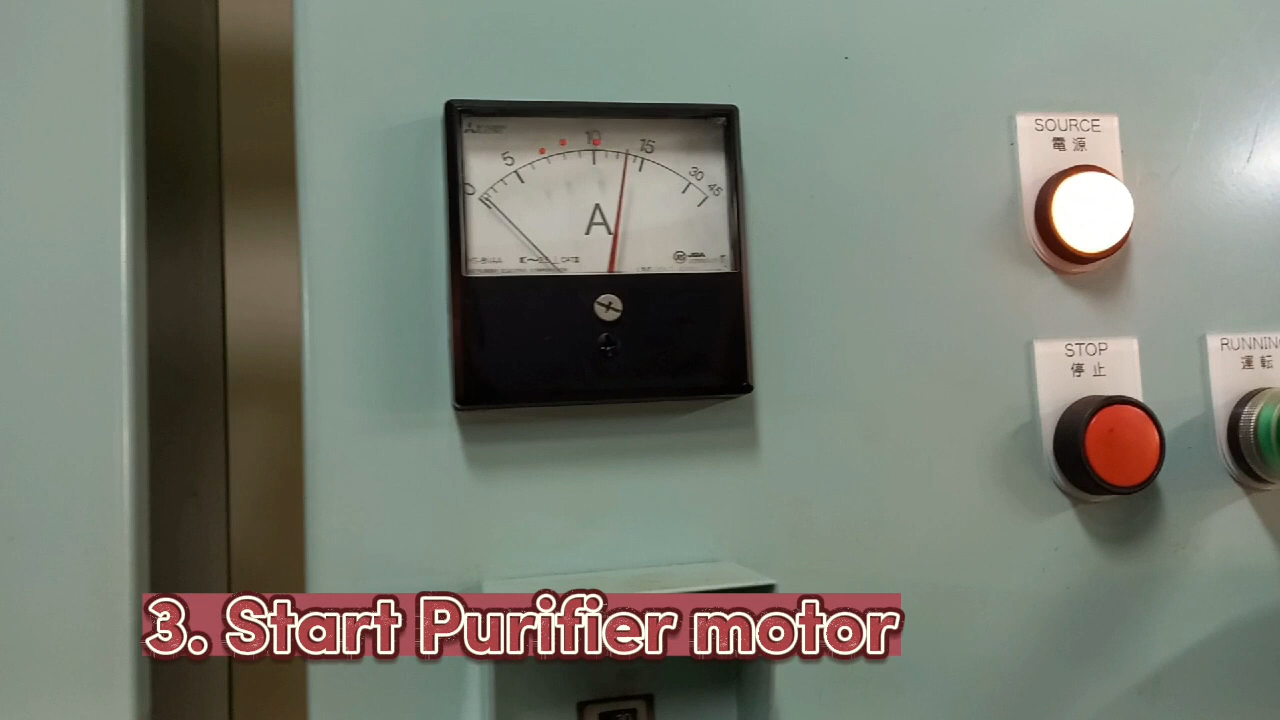 SOURCE
電源
0 5 10 15 30 45
A
STOP
停止
RUNNING
運転
3. Start Purifier motor